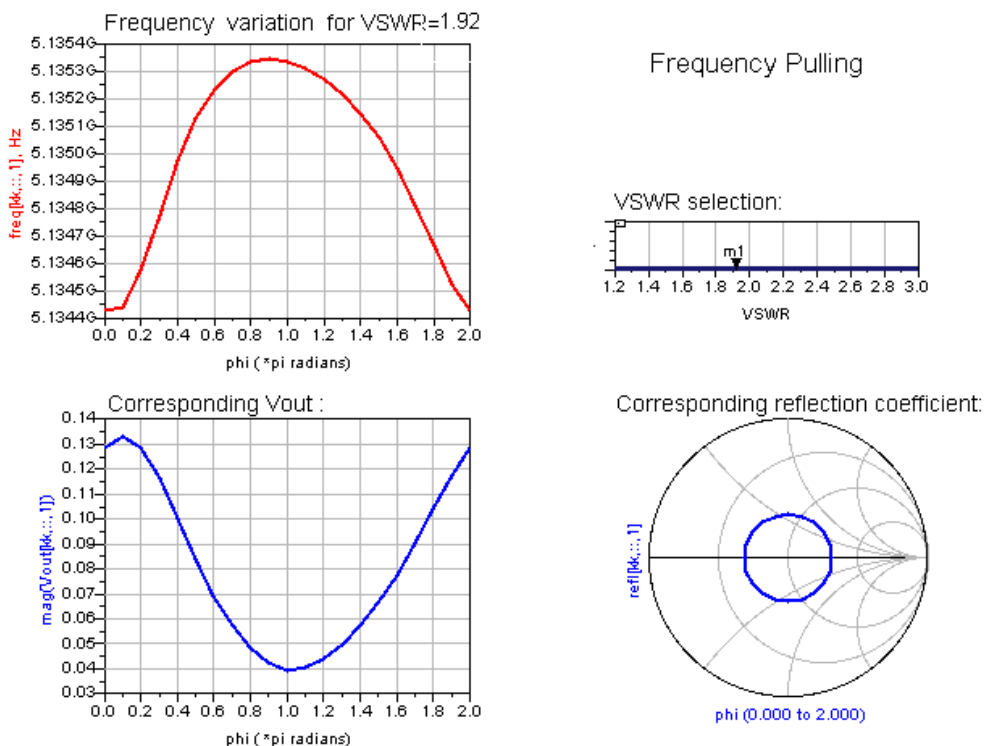 Frequency variation for VSWR=1.92
5.1354G
5.1353G
5.1352G
5.1351G
5.1350G
5.1349G
5.1348G
5.1347G
5.1346G
5.1345G
5.1344G
freq[kk,::,1], Hz
0.0 0.2 0.4 0.6 0.8 1.0 1.2 1.4 1.6 1.8 2.0
phi ( *pi radians)
Frequency Pulling
VSWR selection:
m1
1.2 1.4 1.6 1.8 2.0 2.2 2.4 2.6 2.8 3.0
VSWR
Corresponding Vout :
0.14
0.13
0.12
0.11
0.10
0.09
0.08
0.07
0.06
0.05
0.04
0.03
mag(Vout[kk,::,1])
0.0 0.2 0.4 0.6 0.8 1.0 1.2 1.4 1.6 1.8 2.0
phi ( *pi radians)
Corresponding reflection coefficient:
refl[kk,::,1]
phi (0.000 to 2.000)